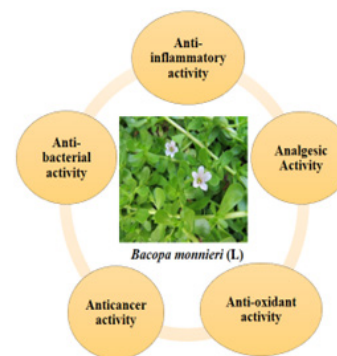 Anti-
inflammatory
activity
Anti-
bacterial
activity
Analgesic
Activity
Bacopa monnieri (L)
Anticancer
activity
Anti-oxidant
activity